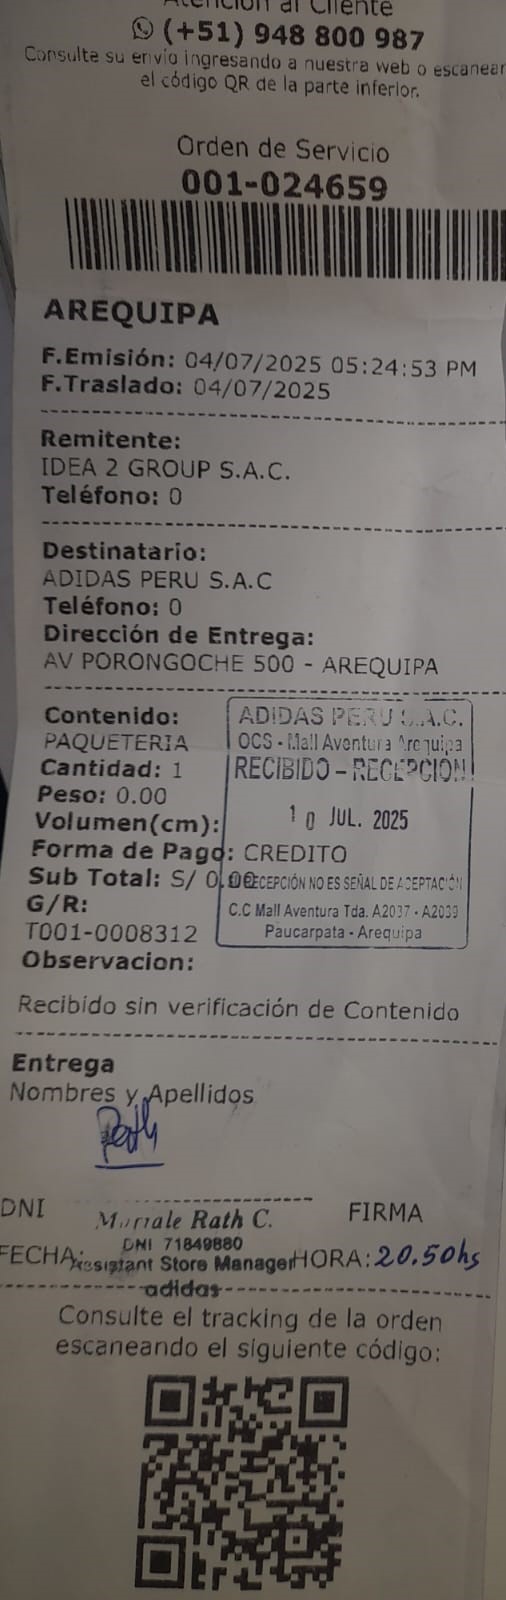 Atención al Cliente
(+51) 948 800 987
Consulte su envío ingresando a nuestra web o escanear
el código QR de la parte inferior.
Orden de Servicio
001-024659
AREQUIPA
F.Emisión: 04/07/2025 05:24:53 PM
F.Traslado: 04/07/2025
Remitente:
IDEA 2 GROUP S.A.C.
Teléfono: 0
Destinatario:
ADIDAS PERU S.A.C
Teléfono: 0
Dirección de Entrega:
AV PORONGOCHE 500 - AREQUIPA
Contenido:
PAQUETERIA
Cantidad: 1
Peso: 0.00
Volumen(cm):
Forma de Pago: CREDITO
Sub Total: S/ 0.00
G/R:
T001-0008312
Observacion:
ADIDAS PERU S.A.C.
OCS - Mall Aventura Arequipa
RECIBIDO - RECEPCIÓN
10 JUL. 2025
RECEPCIÓN NO ES SEÑAL DE ACEPTACIÓN
C.C Mall Aventura Tda. A2037 - A2039
Paucarpata - Arequipa
Recibido sin verificación de Contenido
Entrega
Nombres y Apellidos
Rath
DNI
FIRMA
Rath C.
DNI 71849880
FECHA:
Assistant Store Manager
HORA: 20.50hs
adidas
Consulte el tracking de la orden
escaneando el siguiente código: